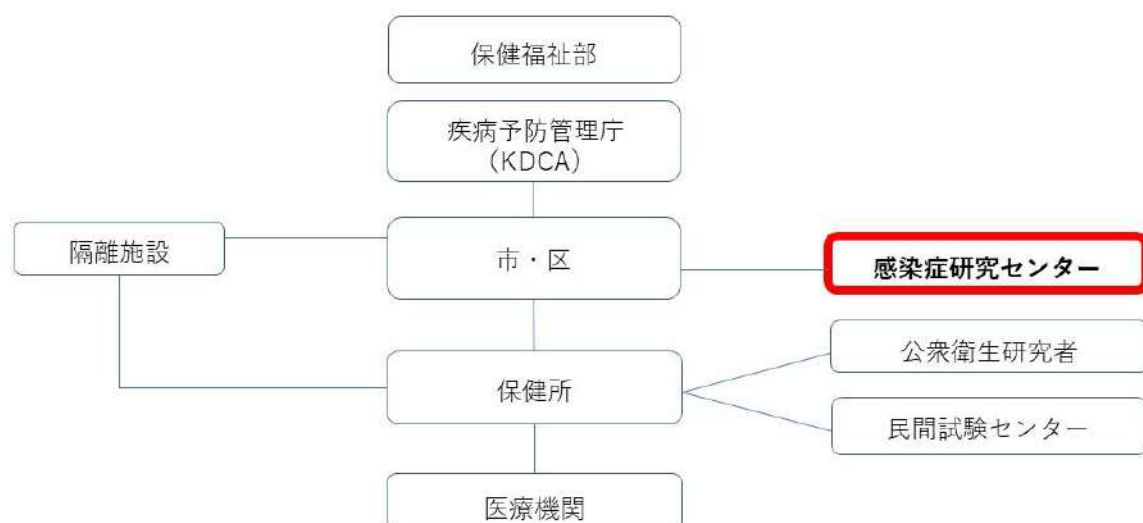 保健福祉部
疾病予防管理庁
（KDCA）
隔離施設
市・区
感染症研究センター
公衆衛生研究者
保健所
民間試験センター
医療機関